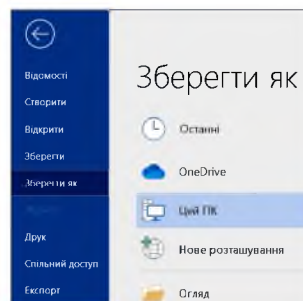 Зберегти як
Відомості
Створити
Відкрити
Зберегти
Зберегти як
Друк
Спільний доступ
Експорт
Останні
OneDrive
Цей ПК
Нове розташування
Огляд